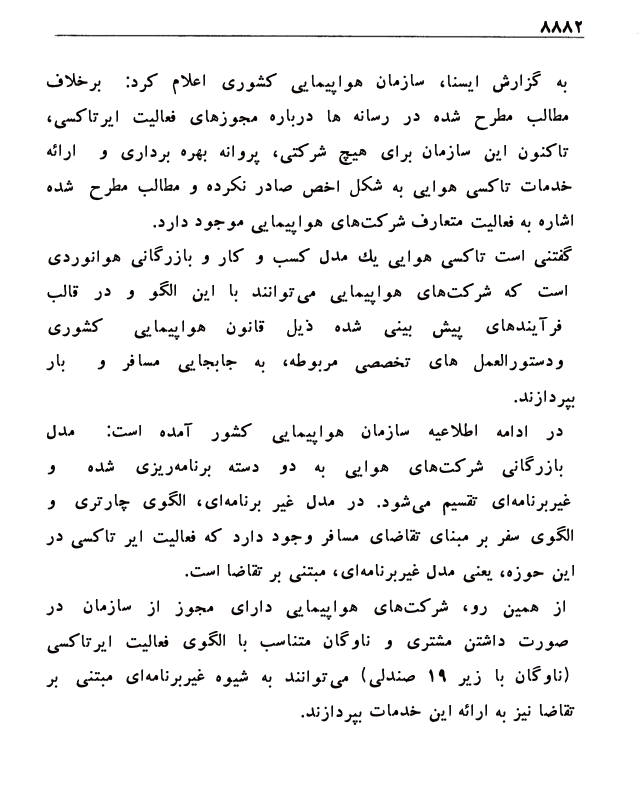 ۸۸۸۲
به گزارش ایسنا، سازمان هواپیمایی کشوری اعلام کرد: برخلاف
مطالب مطرح شده در رسانه ها درباره مجوزهای فعالیت ایرتاکسی،
تاکنون این سازمان برای هیچ شرکتی، پروانه بهره برداری و ارائه
خدمات تاکسی هوایی به شکل اخص صادر نکرده و مطالب مطرح شده
اشاره به فعالیت متعارف شرکت‌های هواپیمایی موجود دارد.
گفتنی است تاکسی هوایی یك مدل کسب و کار و بازرگانی هوانوردی
است که شرکت‌های هواپیمایی می‌توانند با این الگو و در قالب
فرآیندهای پیش بینی شده ذیل قانون هواپیمایی کشوری
ودستورالعمل های تخصصی مربوطه، به جابجایی مسافر و بار
بپردازند.
در ادامه اطلاعیه سازمان هواپیمایی کشور آمده است: مدل
بازرگانی شرکت‌های هوایی به دو دسته برنامه‌ریزی شده و
غیربرنامه‌ای تقسیم می‌شود. در مدل غیر برنامه‌ای، الگوی چارتری و
الگوی سفر بر مبنای تقاضای مسافر وجود دارد که فعالیت ایر تاکسی در
این حوزه، یعنی مدل غیربرنامه‌ای، مبتنی بر تقاضا است.
از همین رو، شرکت‌های هواپیمایی دارای مجوز از سازمان در
صورت داشتن مشتری و ناوگان متناسب با الگوی فعالیت ایرتاکسی
(ناوگان با زیر ۱۹ صندلی) می‌توانند به شیوه غیربرنامه‌ای مبتنی بر
تقاضا نیز به ارائه این خدمات بپردازند.